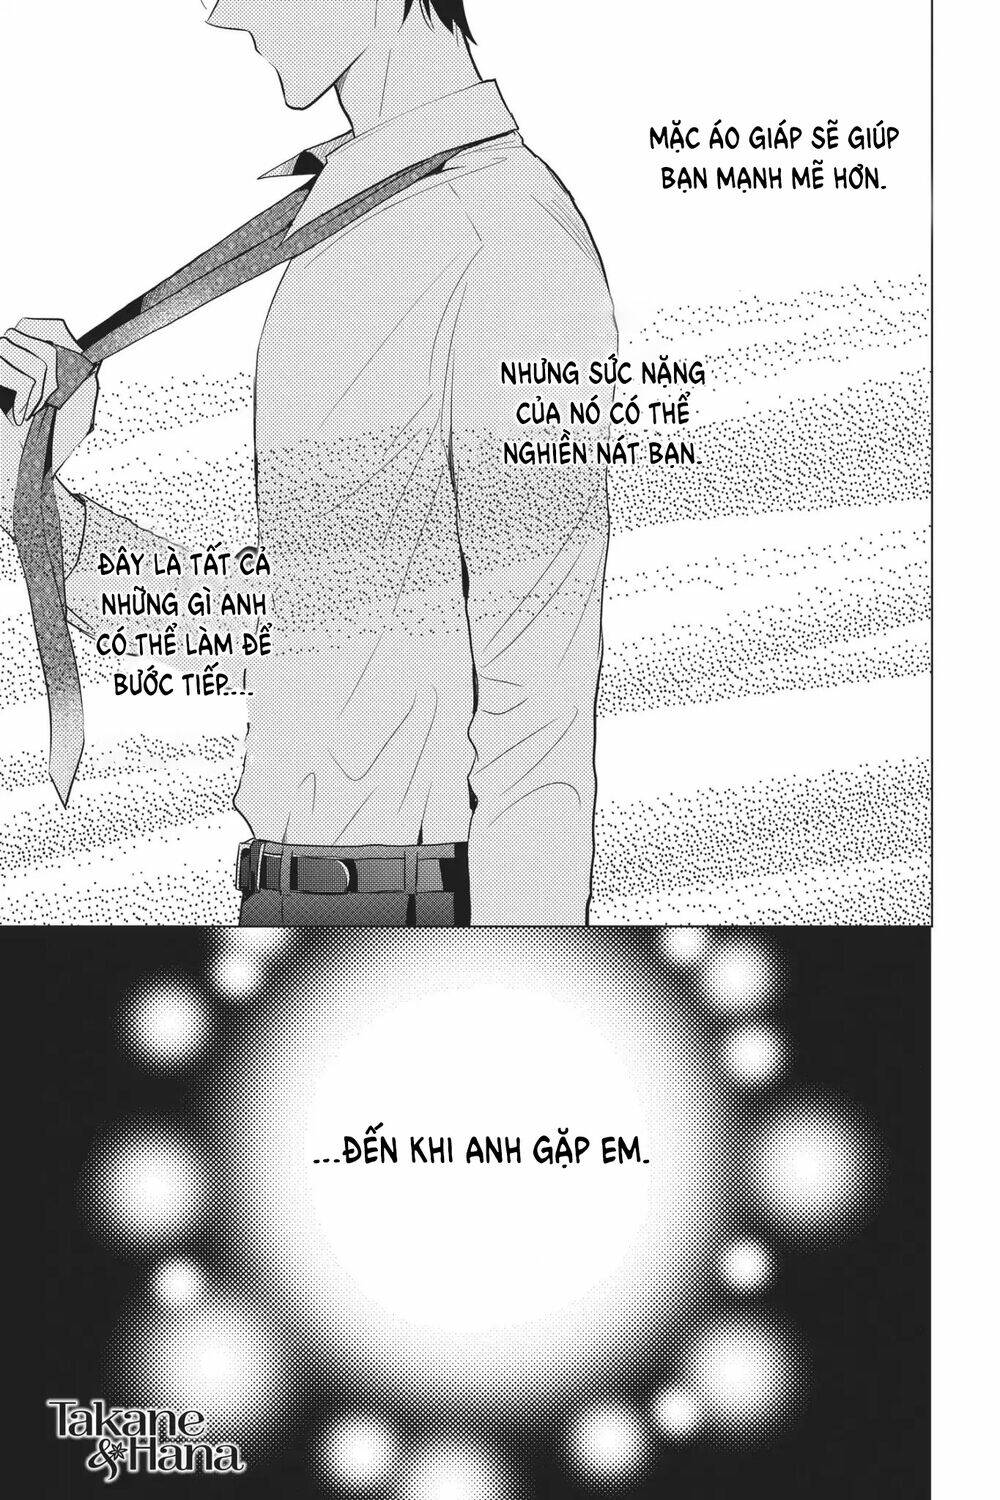 MẶC ÁO GIÁP SẼ GIÚP
BẠN MẠNH MẼ HƠN.
NHƯNG SỨC NẶNG
CỦA NÓ CÓ THỂ
NGHIỀN NÁT BẠN.
ĐÂY LÀ TẤT CẢ
NHỮNG GÌ ANH
CÓ THỂ LÀM ĐỂ
BƯỚC TIẾP....
...ĐẾN KHI ANH GẶP EM.
Takane
&Hana